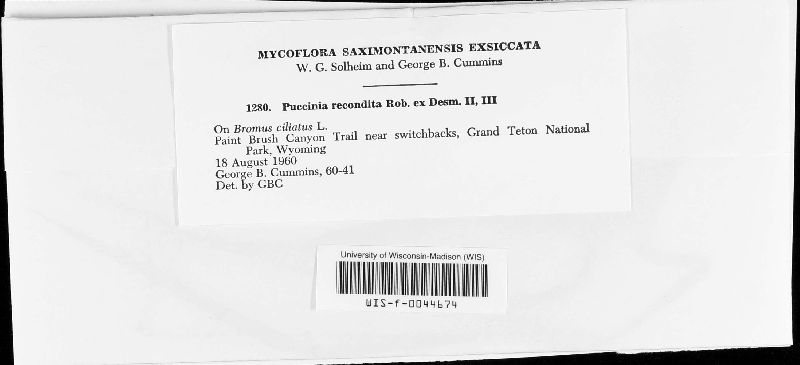 MYCOFLORA SAXIMONTANENSIS EXSICCATA
W. G. Solheim and George B. Cummins
1280. Puccinia recondita Rob. ex Desm. II, III
On Bromus ciliatus L.
Paint Brush Canyon Trail near switchbacks, Grand Teton National
Park, Wyoming
18 August 1960
George B. Cummins, 60-41
Det. by GBC
University of Wisconsin-Madison (WIS)
WIS-f-0044674